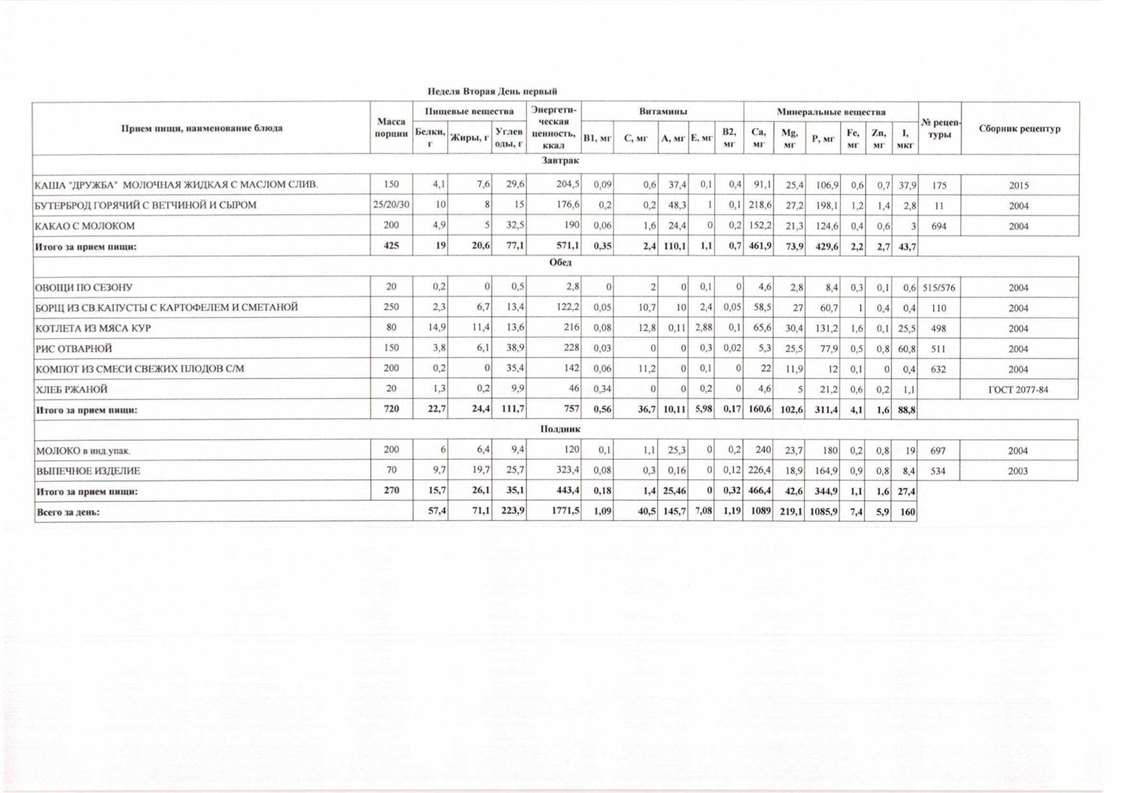 Неделя Вторая День первый
Прием пищи, наименование блюда Масса порции Пищевые вещества Энергети-ческая ценность, ккал Витамины Минеральные вещества № рецеп-туры Сборник рецептур
Белки, г Жиры, г Углев оды, г В1, мг С, мг А, мг Е, мг В2, мг Ca, мг Mg, мг P, мг Fe, мг Zn, мг I, мкг
Завтрак
КАША "ДРУЖБА" МОЛОЧНАЯ ЖИДКАЯ С МАСЛОМ СЛИВ. 150 4,1 7,6 29,6 204,5 0,09 0,6 37,4 0,1 0,4 91,1 25,4 106,9 0,6 0,7 37,9 175 2015
БУТЕРБРОД ГОРЯЧИЙ С ВЕТЧИНОЙ И СЫРОМ 25/20/30 10 8 15 176,6 0,2 0,2 48,3 1 0,1 218,6 27,2 198,1 1,2 1,4 2,8 11 2004
КАКАО С МОЛОКОМ 200 4,9 5 32,5 190 0,06 1,6 24,4 0 0,2 152,2 21,3 124,6 0,4 0,6 3 694 2004
Итого за прием пищи: 425 19 20,6 77,1 571,1 0,35 2,4 110,1 1,1 0,7 461,9 73,9 429,6 2,2 2,7 43,7
Обед
ОВОЩИ ПО СЕЗОНУ 20 0,2 0 0,5 2,8 0 2 0 0,1 0 4,6 2,8 8,4 0,3 0,1 0,6 515/576 2004
БОРЩ ИЗ СВ.КАПУСТЫ С КАРТОФЕЛЕМ И СМЕТАНОЙ 250 2,3 6,7 13,4 122,2 0,05 10,7 10 2,4 0,05 58,5 27 60,7 1 0,4 0,4 110 2004
КОТЛЕТА ИЗ МЯСА КУР 80 14,9 11,4 13,6 216 0,08 12,8 0,11 2,88 0,1 65,6 30,4 131,2 1,6 0,1 25,5 498 2004
РИС ОТВАРНОЙ 150 3,8 6,1 38,9 228 0,03 0 0 0,3 0,02 5,3 25,5 77,9 0,5 0,8 60,8 511 2004
КОМПОТ ИЗ СМЕСИ СВЕЖИХ ПЛОДОВ С/М 200 0,2 0 35,4 142 0,06 11,2 0 0,1 0 22 11,9 12 0,1 0 0,4 632 2004
ХЛЕБ РЖАНОЙ 20 1,3 0,2 9,9 46 0,34 0 0 0,2 0 4,6 5 21,2 0,6 0,2 1,1 ГОСТ 2077-84
Итого за прием пищи: 720 22,7 24,4 111,7 757 0,56 36,7 10,11 5,98 0,17 160,6 102,6 311,4 4,1 1,6 88,8
Полдник
МОЛОКО в инд.упак. 200 6 6,4 9,4 120 0,1 1,1 25,3 0 0,2 240 23,7 180 0,2 0,8 19 697 2004
ВЫПЕЧНОЕ ИЗДЕЛИЕ 70 9,7 19,7 25,7 323,4 0,08 0,3 0,16 0 0,12 226,4 18,9 164,9 0,9 0,8 8,4 534 2003
Итого за прием пищи: 270 15,7 26,1 35,1 443,4 0,18 1,4 25,46 0 0,32 466,4 42,6 344,9 1,1 1,6 27,4
Всего за день: 57,4 71,1 223,9 1771,5 1,09 40,5 145,7 7,08 1,19 1089 219,1 1085,9 7,4 5,9 160